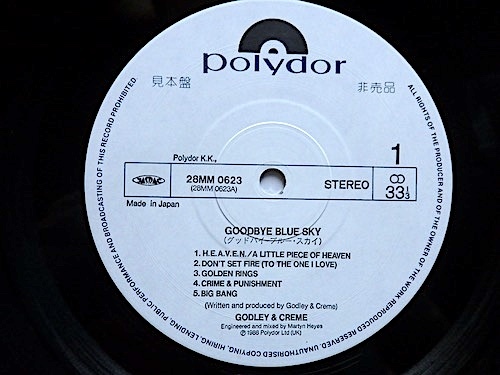 polydor
見本盤
非売品
Polydor K.K.,
1
28MM 0623
(28MM 0623A)
STEREO
33 1/3
Made in Japan
GOODBYE BLUE SKY
(グッドバイ・ブルー・スカイ)
1. H.E.A.V.E.N./A LITTLE PIECE OF HEAVEN
2. DON'T SET FIRE (TO THE ONE I LOVE)
3. GOLDEN RINGS
4. CRIME & PUNISHMENT
5. BIG BANG
(Written and produced by Godley & Creme)
GODLEY & CREME
Engineered and mixed by Martyn Heyes
℗ 1988 Polydor Ltd (UK)
ALL RIGHTS OF THE PRODUCER AND OF THE OWNER OF THE WORK REPRODUCED RESERVED. UNAUTHORISED COPYING, HIRING, LENDING, PUBLIC PERFORMANCE AND BROADCASTING OF THIS RECORD PROHIBITED.